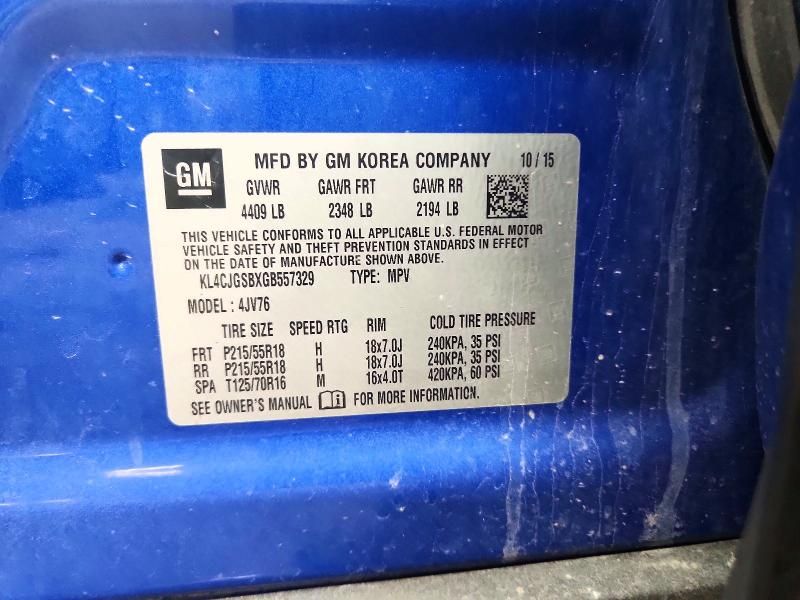 GM MFD BY GM KOREA COMPANY 10 / 15
GVWR GAWR FRT GAWR RR
4409 LB 2348 LB 2194 LB
THIS VEHICLE CONFORMS TO ALL APPLICABLE U.S. FEDERAL MOTOR
VEHICLE SAFETY AND THEFT PREVENTION STANDARDS IN EFFECT
ON THE DATE OF MANUFACTURE SHOWN ABOVE.
KL4CJGSBXGB557329 TYPE: MPV
MODEL : 4JV76
TIRE SIZE SPEED RTG RIM COLD TIRE PRESSURE
FRT P215/55R18 H 18x7.0J 240KPA, 35 PSI
RR P215/55R18 H 18x7.0J 240KPA, 35 PSI
SPA T125/70R16 M 16x4.0T 420KPA, 60 PSI
SEE OWNER'S MANUAL FOR MORE INFORMATION.